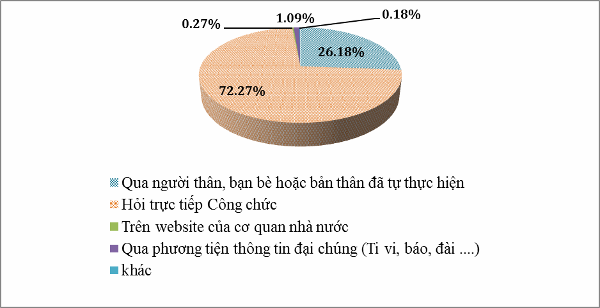 0.27%
1.09%
0.18%
26.18%
72.27%
Qua người thân, bạn bè hoặc bản thân đã tự thực hiện
Hỏi trực tiếp Công chức
Trên website của cơ quan nhà nước
Qua phương tiện thông tin đại chúng (Ti vi, báo, đài ....)
khác